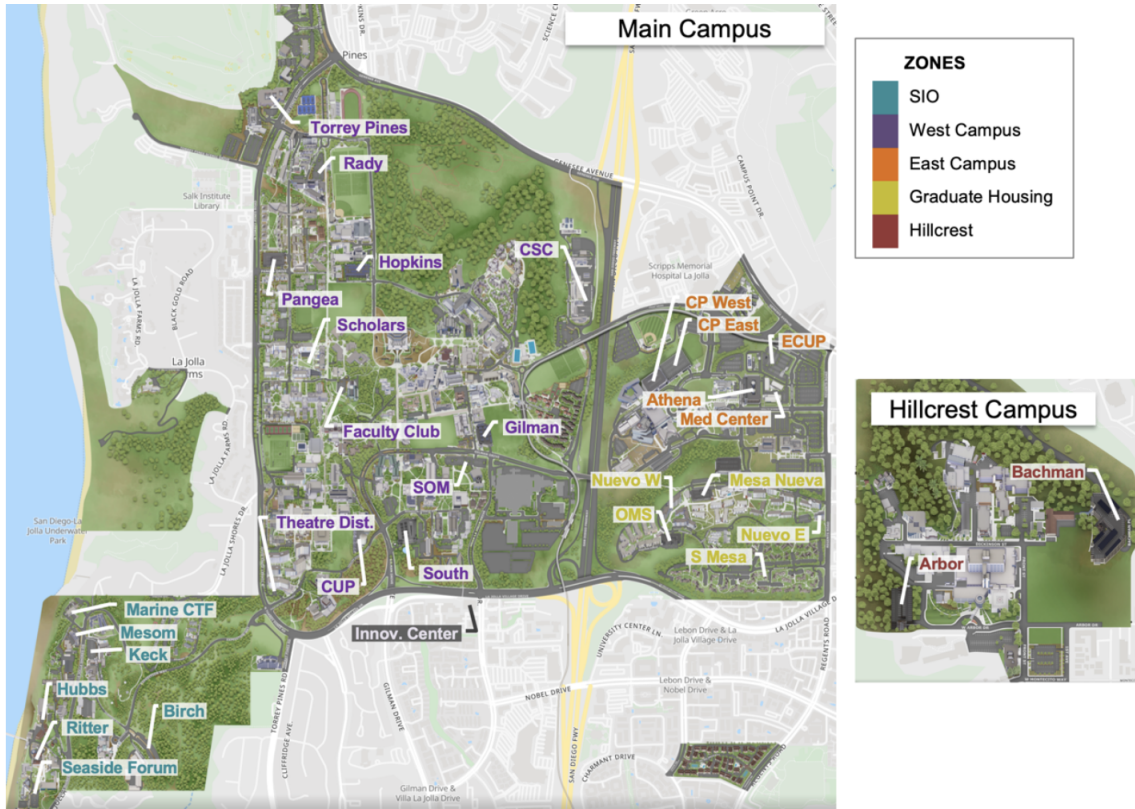 Main Campus
ZONES
SIO
West Campus
East Campus
Graduate Housing
Hillcrest
Pines
Torrey Pines
Rady
GENESEE AVENUE
CAMPUS POINT DR.
Salk Institute
Library
LA JOLLA FARMS RD
BLACK GOLD ROAD
CSC
Hopkins
Scripps Memorial
Hospital La Jolla
Pangea
CP West
Scholars
CP East
ECUP
La Jolla
Athena
Med Center
Faculty Club
Gilman
LA JOLLA FARMS RD
SOM
Nuevo W
Mesa Nueva
OMS
San Diego-La
Jolla Underwater
Park
LA JOLLA SHORES DR.
Theatre Dist.
Nuevo E
CUP
South
S Mesa
Marine CTF
Mesom
Keck
Innov. Center
UNIVERSITY CENTER LN
Lebon Drive & La
Jolla Village Drive
LA JOLLA VILLAGE D
REGENTS ROAD
Hubbs
Birch
Ritter
Seaside Forum
TORREY PINES RD
CLIFFRIDGE AVE.
GILMAN DRIVE
NOBEL DRIVE
Lebon Drive &
Nobel Drive
SAN DIEGO FWY
CHARMANT DRIVE
Gilman Drive &
Villa La Jolla Drive
Hillcrest Campus
Bachman
Arbor